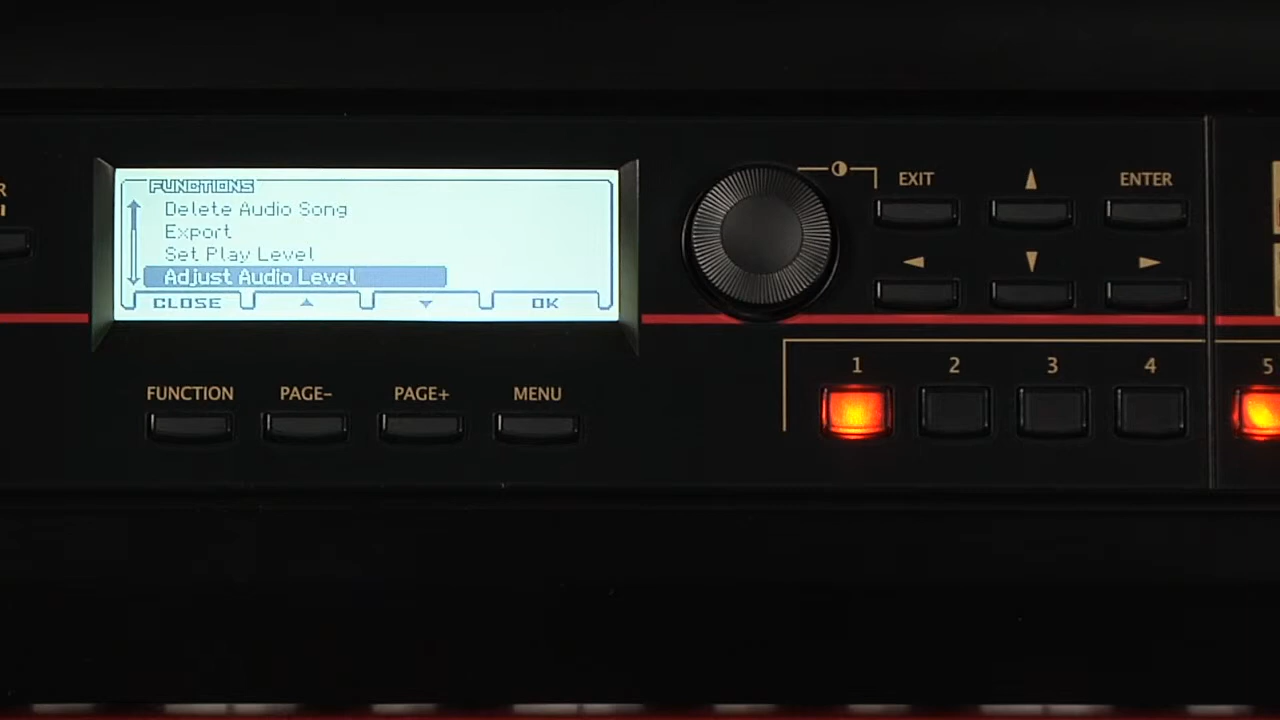 FUNCTIONS
Delete Audio Song
Export
Set Play Level
Adjust Audio Level
CLOSE OK
FUNCTION PAGE- PAGE+ MENU
EXIT ENTER
1 2 3 4 5